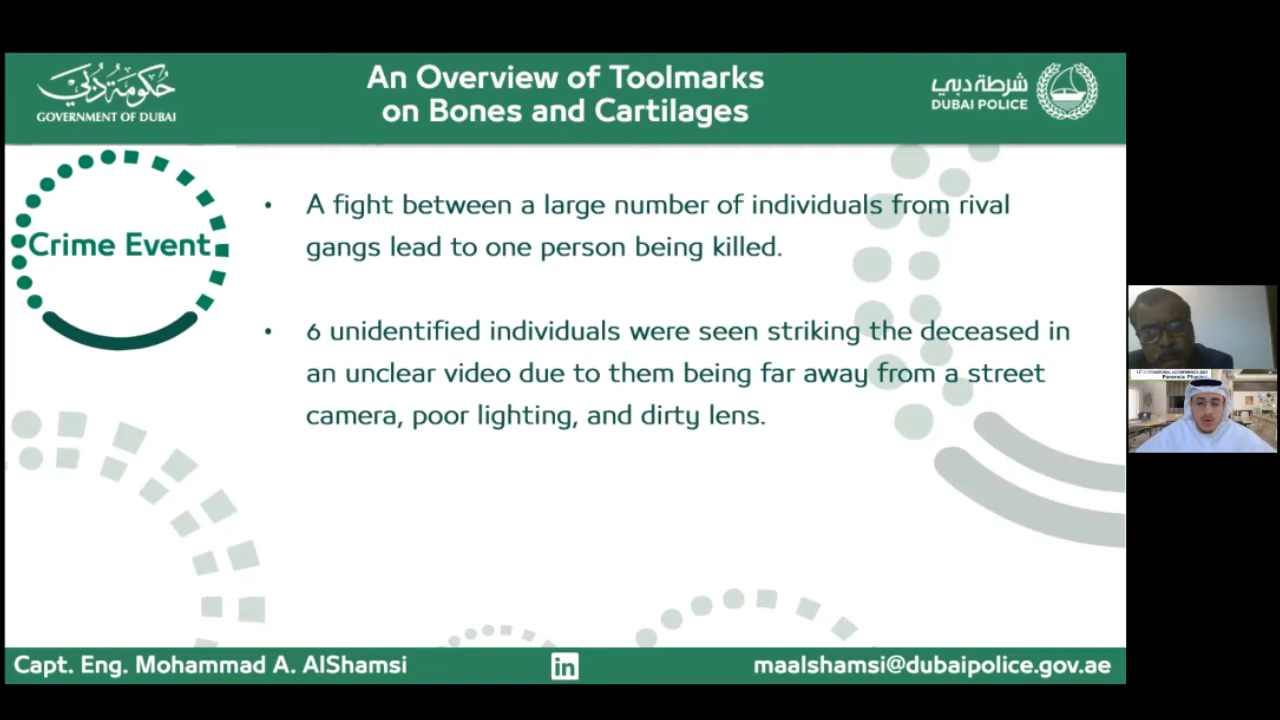 حكومة دبي
GOVERNMENT OF DUBAI
An Overview of Toolmarks
on Bones and Cartilages
شرطة دبي
DUBAI POLICE
Crime Event
• A fight between a large number of individuals from rival
gangs lead to one person being killed.
• 6 unidentified individuals were seen striking the deceased in
an unclear video due to them being far away from a street
camera, poor lighting, and dirty lens.
Capt. Eng. Mohammad A. AlShamsi
in
maalshamsi@dubaipolice.gov.ae